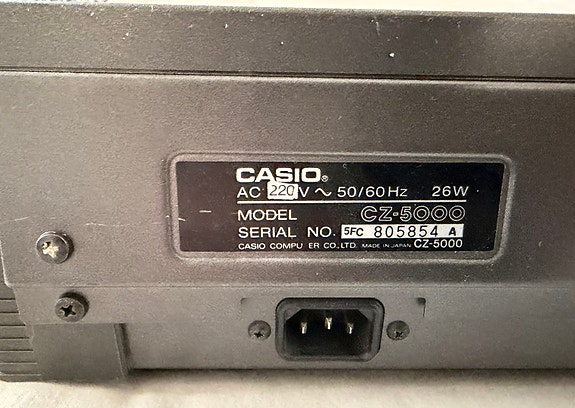 CASIO®
AC 220V ~ 50/60Hz 26W
MODEL CZ-5000
SERIAL NO. 5FC 805854 A
CASIO COMPU ER CO., LTD. MADE IN JAPAN CZ-5000